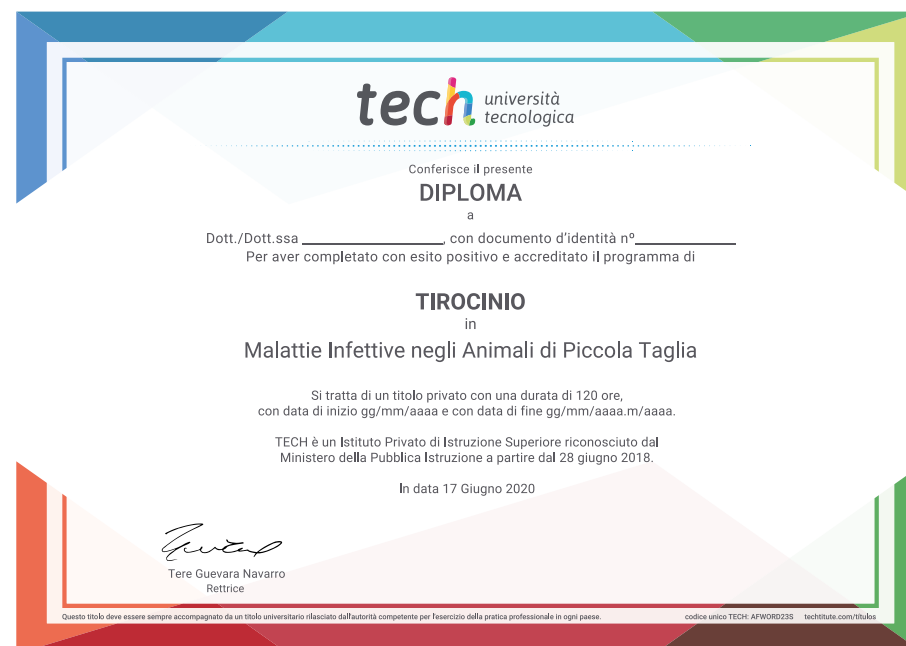 tech università
tecnologica
Conferisce il presente
DIPLOMA
a
Dott./Dott.ssa ____________________, con documento d'identità nº______________
Per aver completato con esito positivo e accreditato il programma di
TIROCINIO
in
Malattie Infettive negli Animali di Piccola Taglia
Si tratta di un titolo privato con una durata di 120 ore,
con data di inizio gg/mm/aaaa e con data di fine gg/mm/aaaa.m/aaaa.
TECH è un Istituto Privato di Istruzione Superiore riconosciuto dal
Ministero della Pubblica Istruzione a partire dal 28 giugno 2018.
In data 17 Giugno 2020
Tere Guevara Navarro
Rettrice
Questo titolo deve essere sempre accompagnato da un titolo universitario rilasciato dall'autorità competente per l'esercizio della pratica professionale in ogni paese. codice unico TECH: AFWORD23S techtitute.com/titulos